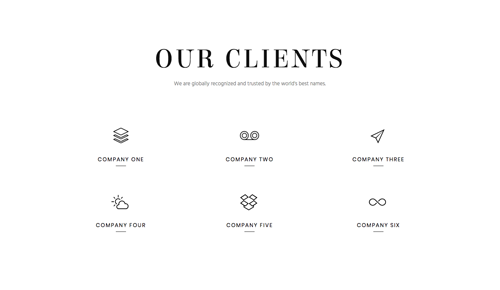 OUR CLIENTS
We are globally recognized and trusted by the world's best names.
COMPANY ONE
COMPANY TWO
COMPANY THREE
COMPANY FOUR
COMPANY FIVE
COMPANY SIX